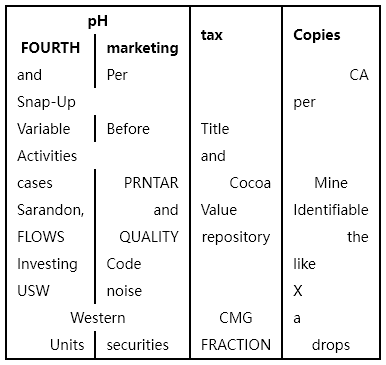 pH tax Copies
FOURTH marketing
and Per CA
Snap-Up per
Variable Before Title
Activities and
cases PRNTAR Cocoa Mine
Sarandon, and Value Identifiable
FLOWS QUALITY repository the
Investing Code like
USW noise X
Western CMG a
Units securities FRACTION drops